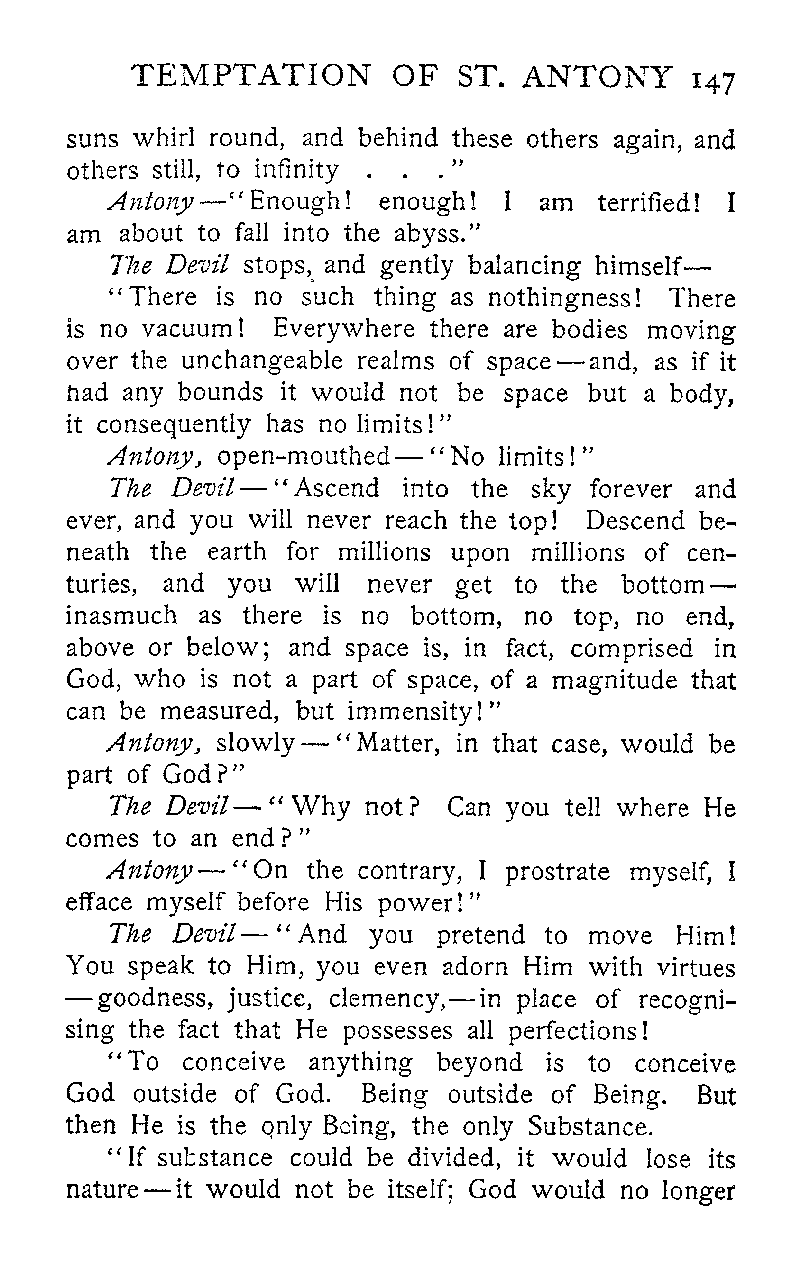 TEMPTATION OF ST. ANTONY 147
suns whirl round, and behind these others again, and
others still, to infinity . . ."
Antony—"Enough! enough! I am terrified! I
am about to fall into the abyss."
The Devil stops, and gently balancing himself—
"There is no such thing as nothingness! There
is no vacuum! Everywhere there are bodies moving
over the unchangeable realms of space—and, as if it
had any bounds it would not be space but a body,
it consequently has no limits!"
Antony, open-mouthed—"No limits!"
The Devil—"Ascend into the sky forever and
ever, and you will never reach the top! Descend be-
neath the earth for millions upon millions of cen-
turies, and you will never get to the bottom—
inasmuch as there is no bottom, no top, no end,
above or below; and space is, in fact, comprised in
God, who is not a part of space, of a magnitude that
can be measured, but immensity!"
Antony, slowly—"Matter, in that case, would be
part of God?"
The Devil—"Why not? Can you tell where He
comes to an end?"
Antony—"On the contrary, I prostrate myself, I
efface myself before His power!"
The Devil—"And you pretend to move Him!
You speak to Him, you even adorn Him with virtues
—goodness, justice, clemency,—in place of recogni-
sing the fact that He possesses all perfections!
"To conceive anything beyond is to conceive
God outside of God. Being outside of Being. But
then He is the only Being, the only Substance.
"If substance could be divided, it would lose its
nature—it would not be itself; God would no longer